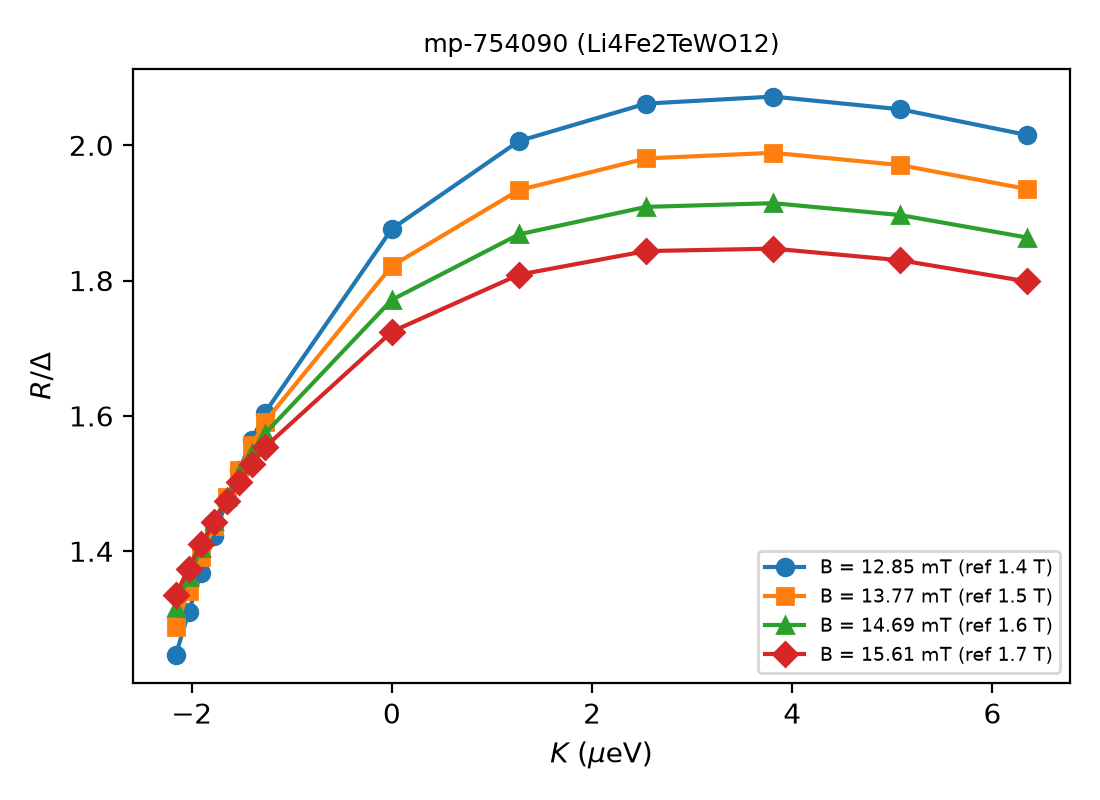 mp-754090 (Li4Fe2TeWO12)
R/Δ
2.0
1.8
1.6
1.4
−2
0
2
4
6
K (μeV)
B = 12.85 mT (ref 1.4 T)
B = 13.77 mT (ref 1.5 T)
B = 14.69 mT (ref 1.6 T)
B = 15.61 mT (ref 1.7 T)